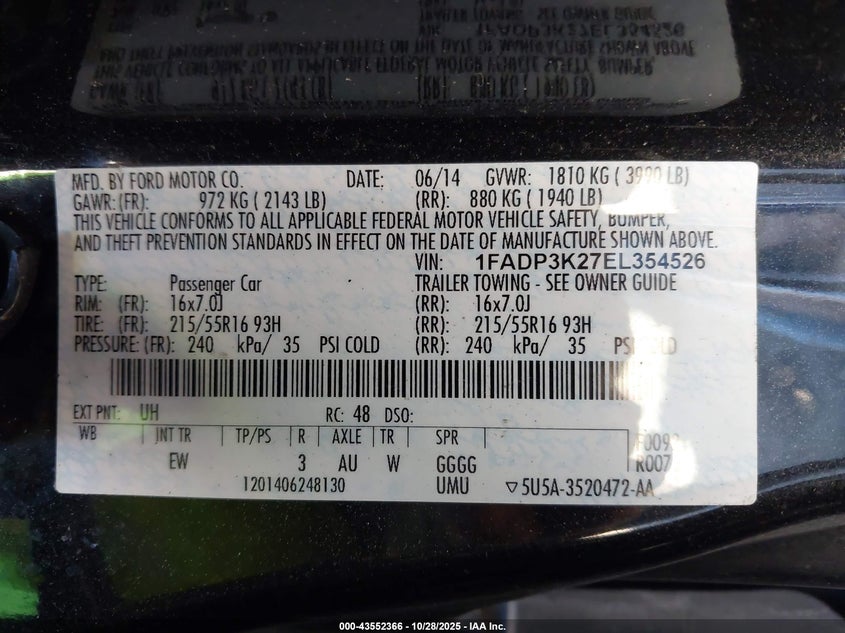 MFD. BY FORD MOTOR CO. DATE: 06/14 GVWR: 1810 KG ( 3990 LB)
GAWR: (FR): 972 KG ( 2143 LB) (RR): 880 KG ( 1940 LB)
THIS VEHICLE CONFORMS TO ALL APPLICABLE FEDERAL MOTOR VEHICLE SAFETY, BUMPER,
AND THEFT PREVENTION STANDARDS IN EFFECT ON THE DATE OF MANUFACTURE SHOWN ABOVE.
VIN: 1FADP3K27EL354526
TYPE: Passenger Car TRAILER TOWING - SEE OWNER GUIDE
RIM: (FR): 16x7.0J (RR): 16x7.0J
TIRE: (FR): 215/55R16 93H (RR): 215/55R16 93H
PRESSURE: (FR): 240 kPa/ 35 PSI COLD (RR): 240 kPa/ 35 PSI COLD
EXT PNT: UH RC: 48 DSO:
WB INT TR TP/PS R AXLE TR SPR F009
EW 3 AU W GGGG R007
1201406248130 UMU ▽5U5A-3520472-AA
000-43552366 - 10/28/2025 - IAA Inc.